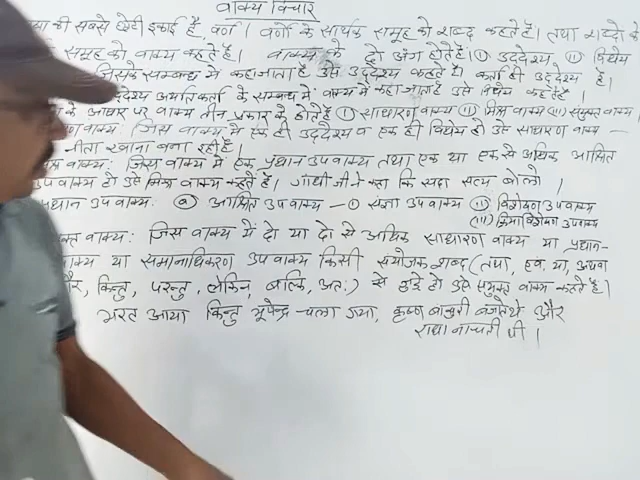 वाक्य विचार
की सबसे छोटी इकाई है, वर्ण । वर्णों के सार्थक समूह को शब्द कहते है। तथा शब्दो के
समूह को वाक्य कहते है। वाक्य के दो अंग होते है। (i) उद्देश्य (ii) विधेय
जिसके सम्बन्ध में कहा जाता है उसे उद्देश्य कहते है। कर्ता ही उद्देश्य है।
उद्देश्य अर्थात कर्ता के सम्बन्ध में वाक्य में कहा जाता है उसे विधेय कहते है।
के आधार पर वाक्य तीन प्रकार के होते है (i) साधारण वाक्य (ii) मिश्र वाक्य (iii) संयुक्त वाक्य।
वाक्य: जिस वाक्य में एक ही उद्देश्य व एक ही विधेय हो उसे साधारण वाक्य –
खाना बना रही है।
वाक्य: जिस वाक्य में एक प्रधान उपवाक्य तथा एक या एक से अधिक आश्रित
उपवाक्य हो उसे मिश्र वाक्य कहते है। गांधी जी ने कहा कि सदा सत्य बोलो ।
उप वाक्य (a) आश्रित उपवाक्य – (i) संज्ञा उप वाक्य (ii) विशेषण उपवाक्य
(iii) क्रिया विशेषण उपवाक्य
वाक्य: जिस वाक्य में दो या दो से अधिक साधारण वाक्य या प्रधान-
या समानाधिकरण उप वाक्य किसी संयोजक शब्द (तथा, एवं, या, अथवा
किन्तु, परन्तु, लेकिन, बल्कि, अतः) से जुड़े हो उसे संयुक्त वाक्य कहते है।
भरत आया किन्तु भूपेन्द्र चला गया, कृष्ण बांसुरी बजाते थे और
राधा नाचती थी।